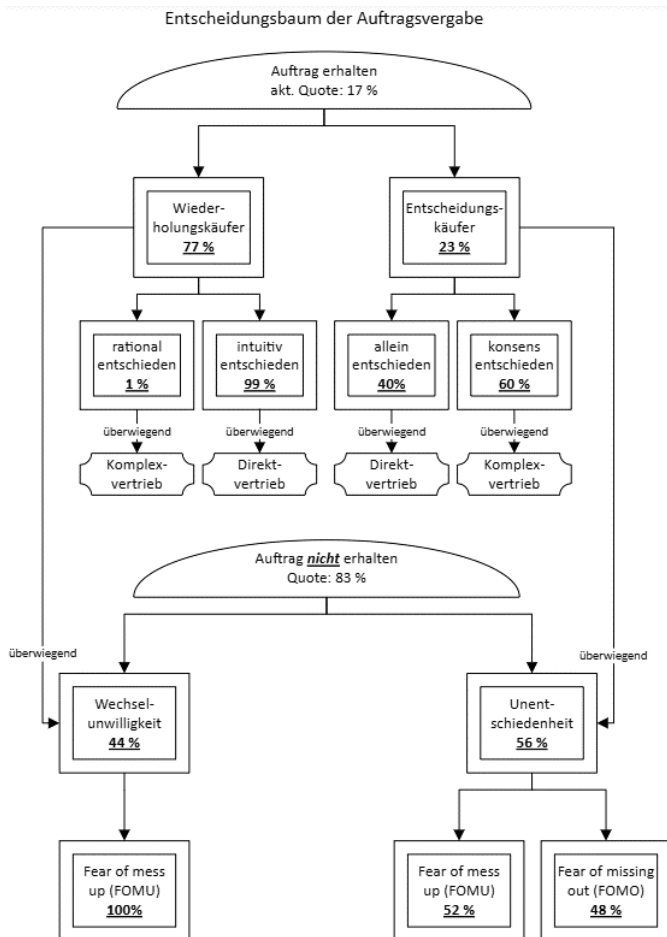 Entscheidungsbaum der Auftragsvergabe
Auftrag erhalten
akt. Quote: 17 %
Wieder-
holungskäufer
77 %
Entscheidungs-
käufer
23 %
rational
entschieden
1 %
intuitiv
entschieden
99 %
allein
entschieden
40%
konsens
entschieden
60 %
überwiegend
überwiegend
überwiegend
überwiegend
Komplex-
vertrieb
Direkt-
vertrieb
Direkt-
vertrieb
Komplex-
vertrieb
Auftrag nicht erhalten
Quote: 83 %
überwiegend
überwiegend
Wechsel-
unwilligkeit
44 %
Unent-
schiedenheit
56 %
Fear of mess
up (FOMU)
100%
Fear of mess
up (FOMU)
52 %
Fear of missing
out (FOMO)
48 %